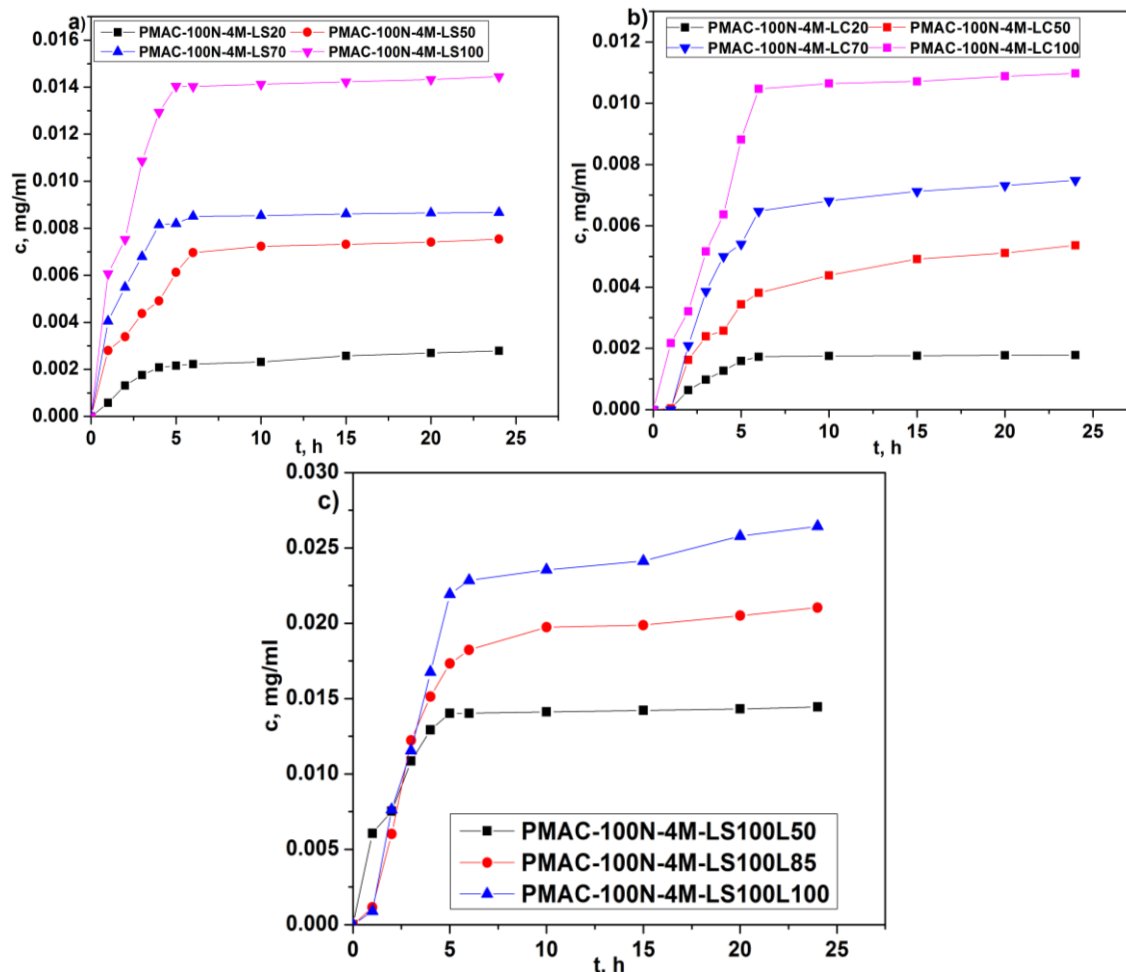 a)
PMAC-100N-4M-LS20 PMAC-100N-4M-LS50
PMAC-100N-4M-LS70 PMAC-100N-4M-LS100
0.016
0.014
0.012
0.010
0.008
0.006
0.004
0.002
0.000
c, mg/ml
0 5 10 15 20 25
t, h
b)
PMAC-100N-4M-LC20 PMAC-100N-4M-LC50
PMAC-100N-4M-LC70 PMAC-100N-4M-LC100
0.012
0.010
0.008
0.006
0.004
0.002
0.000
c, mg/ml
0 5 10 15 20 25
t, h
c)
0.030
0.025
0.020
0.015
0.010
0.005
0.000
c, mg/ml
PMAC-100N-4M-LS100L50
PMAC-100N-4M-LS100L85
PMAC-100N-4M-LS100L100
0 5 10 15 20 25
t, h